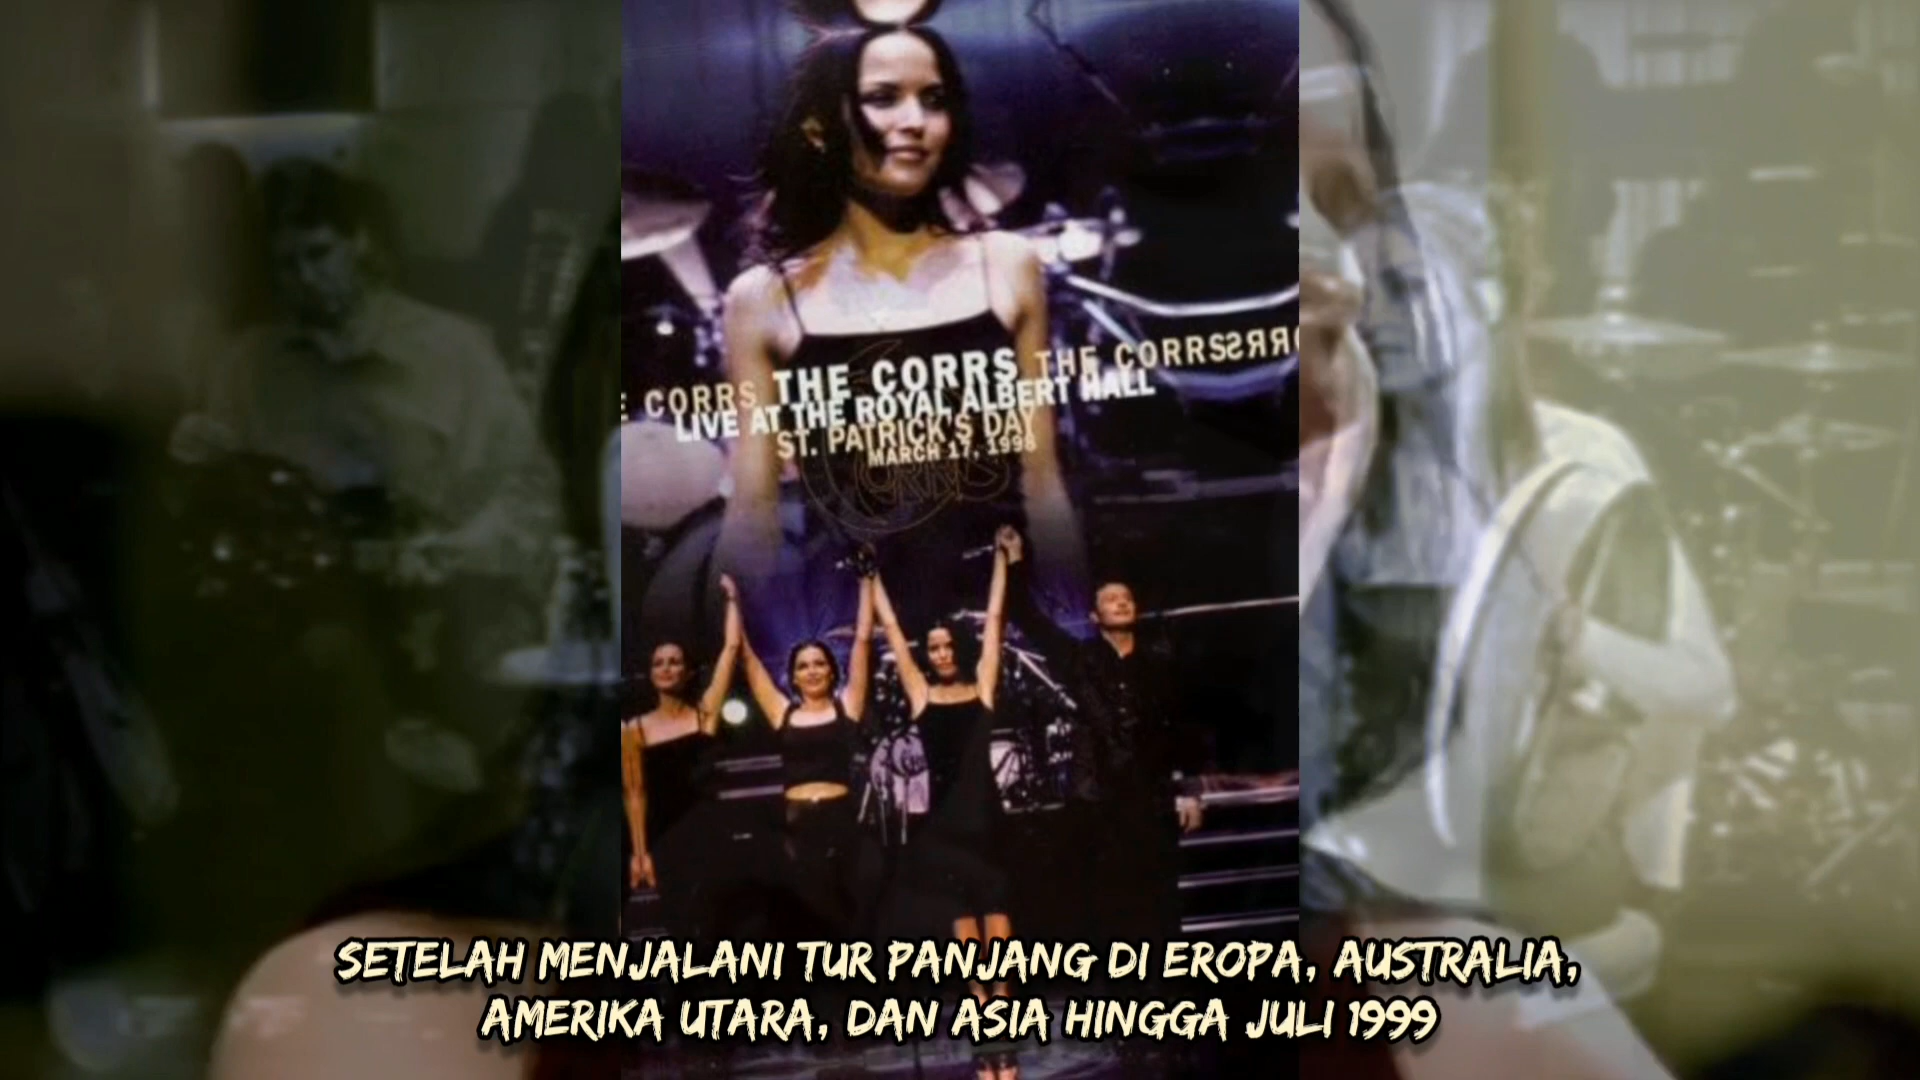 E CORRS THE CORRS THE CORRS
LIVE AT THE ROYAL ALBERT HALL
ST. PATRICK'S DAY
MARCH 17, 1998
SETELAH MENJALANI TUR PANJANG DI EROPA, AUSTRALIA,
AMERIKA UTARA, DAN ASIA HINGGA JULI 1999